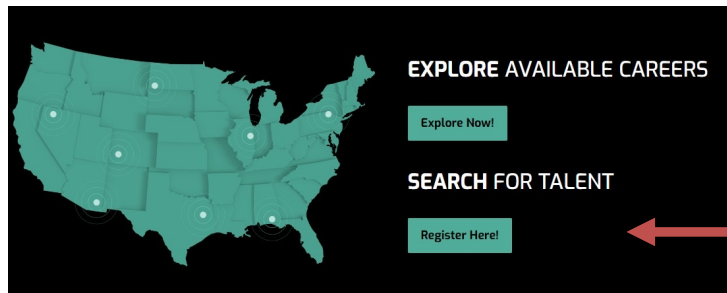 EXPLORE AVAILABLE CAREERS
Explore Now!
SEARCH FOR TALENT
Register Here!